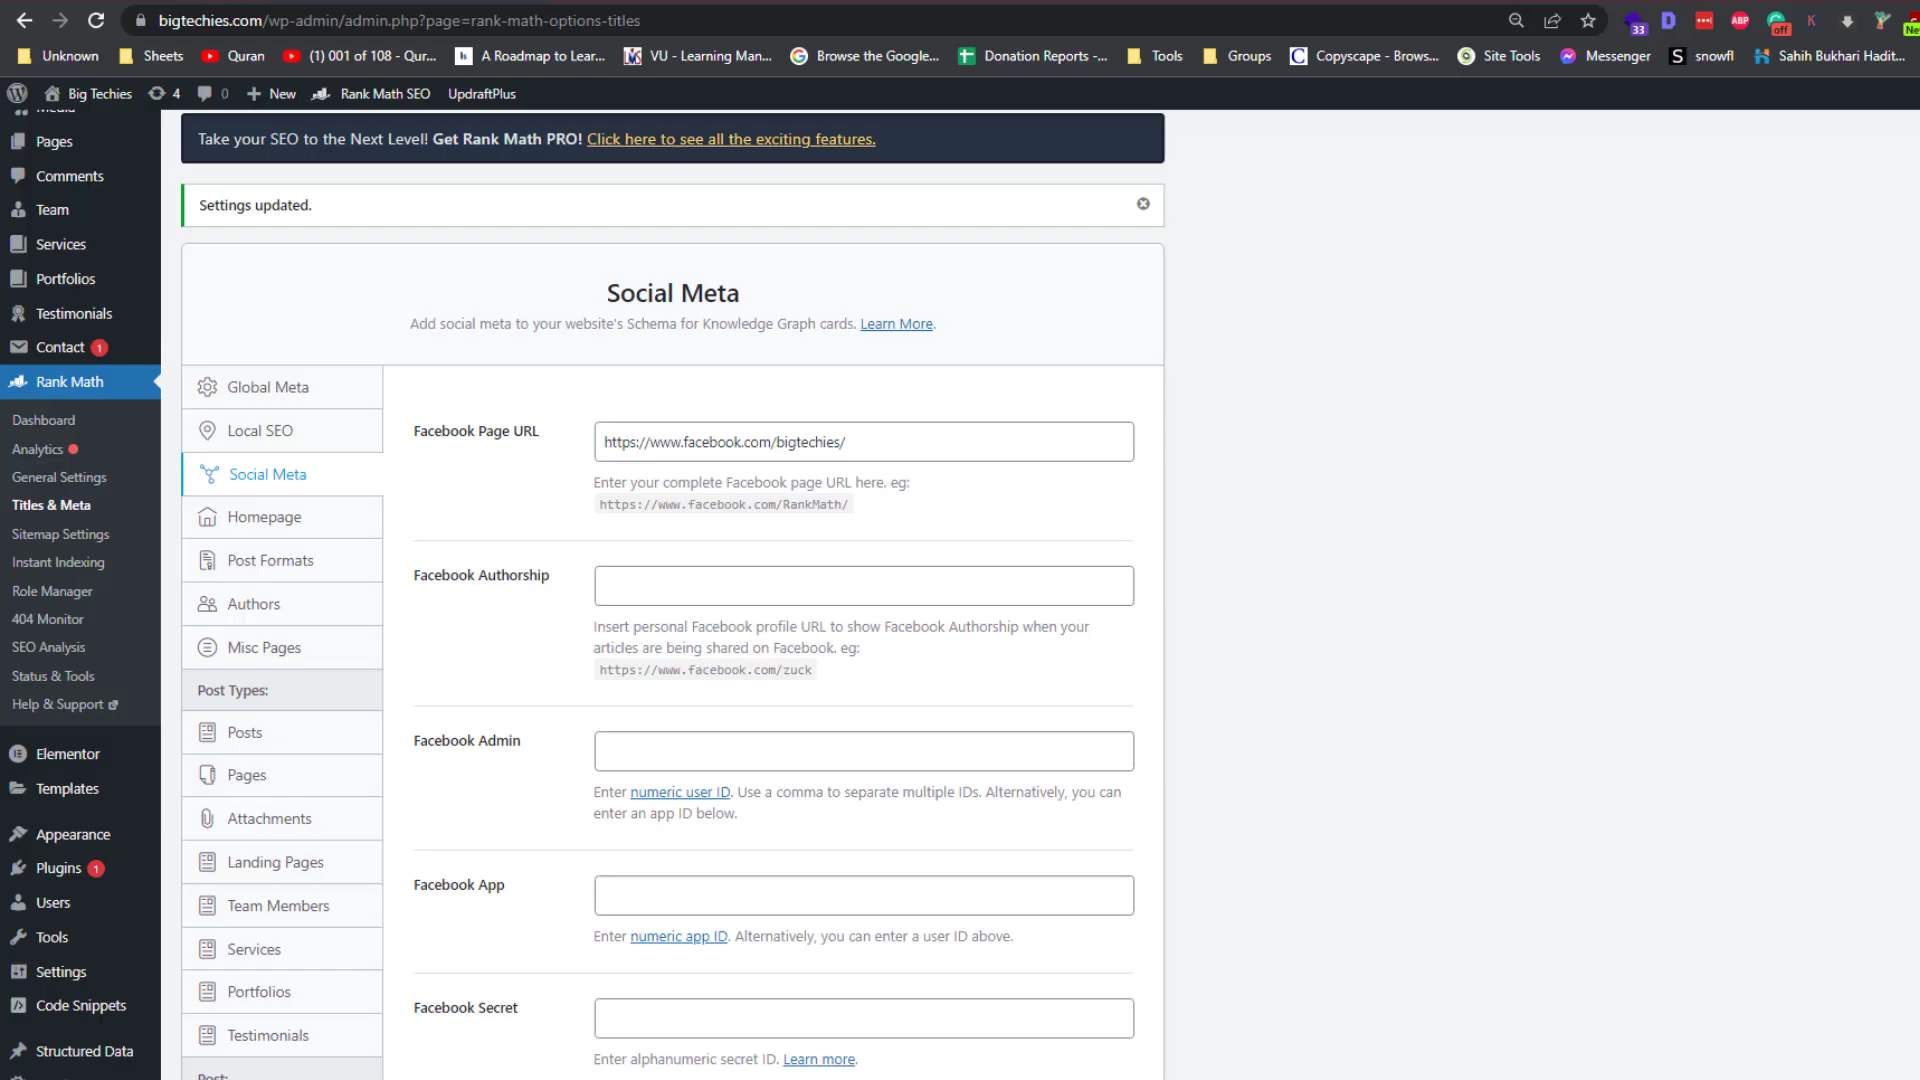 bigtechies.com/wp-admin/admin.php?page=rank-math-options-titles
33
ABP
off
K
Unknown
Sheets
Quran
(1) 001 of 108 - Qur...
A Roadmap to Lear...
VU - Learning Man...
Browse the Google...
Donation Reports -...
Tools
Groups
Copyscape - Brows...
Site Tools
Messenger
snowfl
Sahih Bukhari Hadit...
Big Techies
4
0
New
Rank Math SEO
UpdraftPlus
Media
Pages
Comments
Team
Services
Portfolios
Testimonials
Contact 1
Rank Math
Dashboard
Analytics
General Settings
Titles & Meta
Sitemap Settings
Instant Indexing
Role Manager
404 Monitor
SEO Analysis
Status & Tools
Help & Support
Elementor
Templates
Appearance
Plugins 1
Users
Tools
Settings
Code Snippets
Structured Data
Take your SEO to the Next Level! Get Rank Math PRO! Click here to see all the exciting features.
Settings updated.
Social Meta
Add social meta to your website's Schema for Knowledge Graph cards. Learn More.
Global Meta
Local SEO
Social Meta
Homepage
Post Formats
Authors
Misc Pages
Post Types:
Posts
Pages
Attachments
Landing Pages
Team Members
Services
Portfolios
Testimonials
Post:
Facebook Page URL
https://www.facebook.com/bigtechies/
Enter your complete Facebook page URL here. eg:
https://www.facebook.com/RankMath/
Facebook Authorship
Insert personal Facebook profile URL to show Facebook Authorship when your
articles are being shared on Facebook. eg:
https://www.facebook.com/zuck
Facebook Admin
Enter numeric user ID. Use a comma to separate multiple IDs. Alternatively, you can
enter an app ID below.
Facebook App
Enter numeric app ID. Alternatively, you can enter a user ID above.
Facebook Secret
Enter alphanumeric secret ID. Learn more.